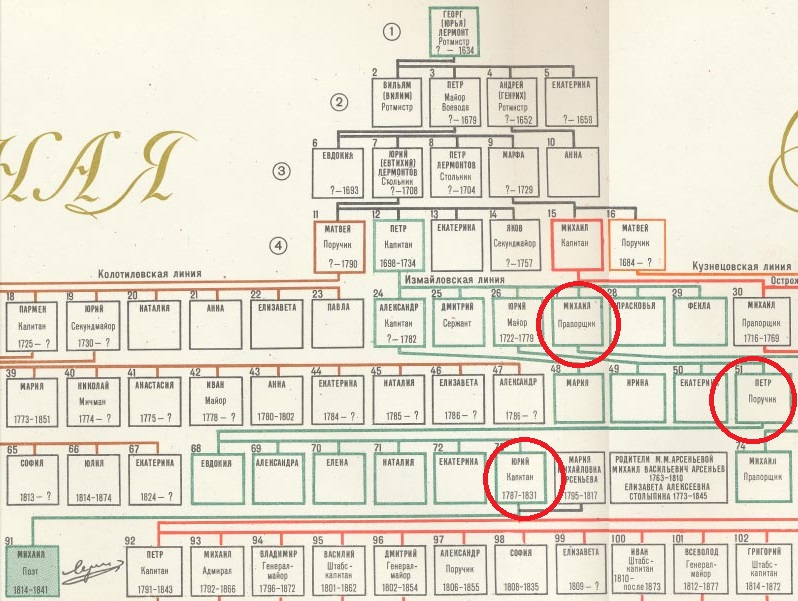 1
ГЕОРГ
(ЮРЬЯ)
ЛЕРМОНТ
Ротмистр
? — 1634
2
2
ВИЛЬЯМ
(ВИЛИМ)
Ротмистр
3
ПЕТР
Майор
Воевода
? — 1679
4
АНДРЕЙ
(ГЕНРИХ)
Ротмистр
? — 1652
5
ЕКАТЕРИНА
? — 1659
НАЯ
3
6
ЕВДОКИЯ
? — 1693
7
ЮРИЙ
(ЕВТИХИЙ)
ЛЕРМОНТОВ
Стольник
? — 1708
8
ПЕТР
ЛЕРМОНТОВ
Стольник
? — 1704
9
МАРФА
? — 1729
10
АННА
4
11
МАТВЕЙ
Поручик
? — 1790
12
ПЕТР
Капитан
1698-1734
13
ЕКАТЕРИНА
14
ЯКОВ
Секундмайор
? — 1757
15
МИХАИЛ
Капитан
16
МАТВЕЙ
Поручик
1684 — ?
Колотиловская линия
Измайловская линия
Кузнецовская линия
18
ПАРМЕН
Капитан
1725 — ?
19
ЮРИЙ
Секундмайор
1730 — ?
20
НАТАЛИЯ
21
АННА
22
ЕЛИЗАВЕТА
23
ПАВЛА
24
АЛЕКСАНДР
Капитан
? — 1782
25
ДМИТРИЙ
Сержант
26
ЮРИЙ
Майор
1722-1779
МИХАИЛ
Прапорщик
28
ПРАСКОВЬЯ
29
ФЕКЛА
30
МИХАИЛ
Прапорщик
1716-1769
39
МАРИЯ
1773-1851
40
НИКОЛАЙ
Мичман
1774 — ?
41
АНАСТАСИЯ
1775 — ?
42
ИВАН
Майор
1778 — ?
43
АННА
1780-1802
44
ЕКАТЕРИНА
1784 — ?
45
НАТАЛИЯ
1785 — ?
46
ЕЛИЗАВЕТА
1786 — ?
47
АЛЕКСАНДР
1786 — ?
48
МАРИЯ
49
ИРИНА
50
51
ПЕТР
Поручик
65
СОФИЯ
1813 — ?
66
ЮЛИЯ
1814-1874
67
ЕКАТЕРИНА
1824 — ?
68
ЕВДОКИЯ
69
АЛЕКСАНДРА
70
ЕЛЕНА
71
НАТАЛИЯ
72
ЕКАТЕРИНА
ЮРИЙ
Капитан
1787-1831
МАРИЯ
МИХАЙЛОВНА
1795-1817
РОДИТЕЛИ М.М.АРСЕНЬЕВОЙ
МИХАИЛ ВАСИЛЬЕВИЧ АРСЕНЬЕВ
1763-1810
ЕЛИЗАВЕТА АЛЕКСЕЕВНА
СТОЛЫПИНА 1773-1845
74
МИХАИЛ
Прапорщик
91
МИХАИЛ
Поэт
1814-1841
92
ПЕТР
Капитан
1791-1843
93
МИХАИЛ
Адмирал
1792-1866
94
ВЛАДИМИР
Генерал-
майор
1796-1872
95
ВАСИЛИЙ
Штабс-
капитан
1801-1862
96
ДМИТРИЙ
Генерал-
майор
1802-1854
97
АЛЕКСАНДР
Поручик
1806-1855
98
СОФИЯ
1808-1835
99
ЕЛИЗАВЕТА
1809 — ?
100
ИВАН
Штабс-
капитан
1810-
после 1873
101
ВСЕВОЛОД
Генерал-
майор
1812-1877
102
ГРИГОРИЙ
Штабс-
капитан
1814-1872